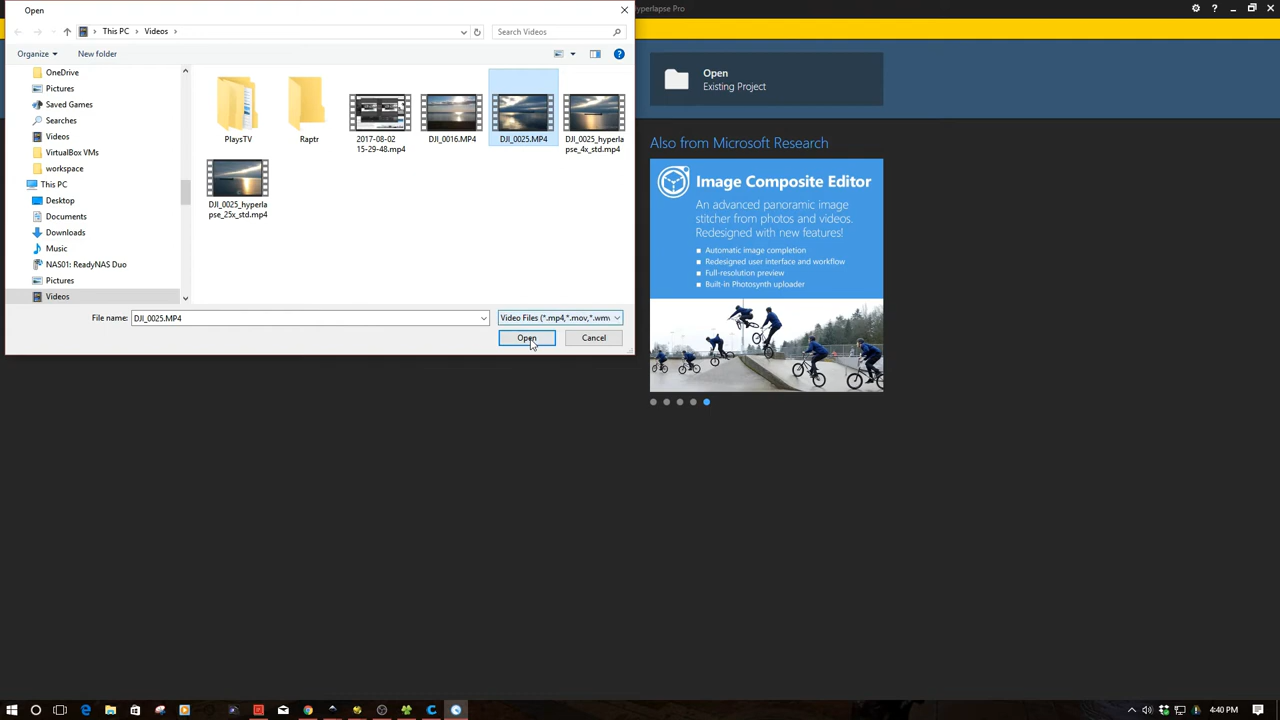 Open
Hyperlapse Pro
This PC
Videos
Search Videos
Organize
New folder
Open
Existing Project
OneDrive
Pictures
Saved Games
Searches
Videos
VirtualBox VMs
workspace
This PC
Desktop
Documents
Downloads
Music
NAS01: ReadyNAS Duo
Pictures
Videos
PlaysTV
Raptr
2017-08-02
15-29-48.mp4
DJI_0016.MP4
DJI_0025.MP4
DJI_0025_hyperla
pse_4x_std.mp4
DJI_0025_hyperla
pse_25x_std.mp4
File name:
DJI_0025.MP4
Video Files (*.mp4,*.mov,*.wmv
Open
Cancel
Also from Microsoft Research
Image Composite Editor
An advanced panoramic image
stitcher from photos and videos.
Redesigned with new features!
Automatic image completion
Redesigned user interface and workflow
Full-resolution preview
Built-in Photosynth uploader
4:40 PM